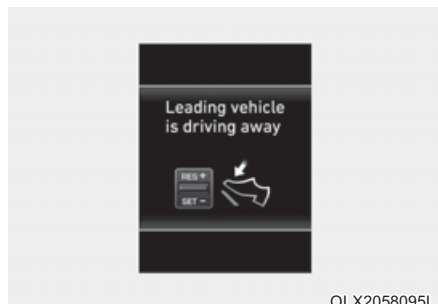 Leading vehicle
is driving away
RES +
SET −
OLX2058095L